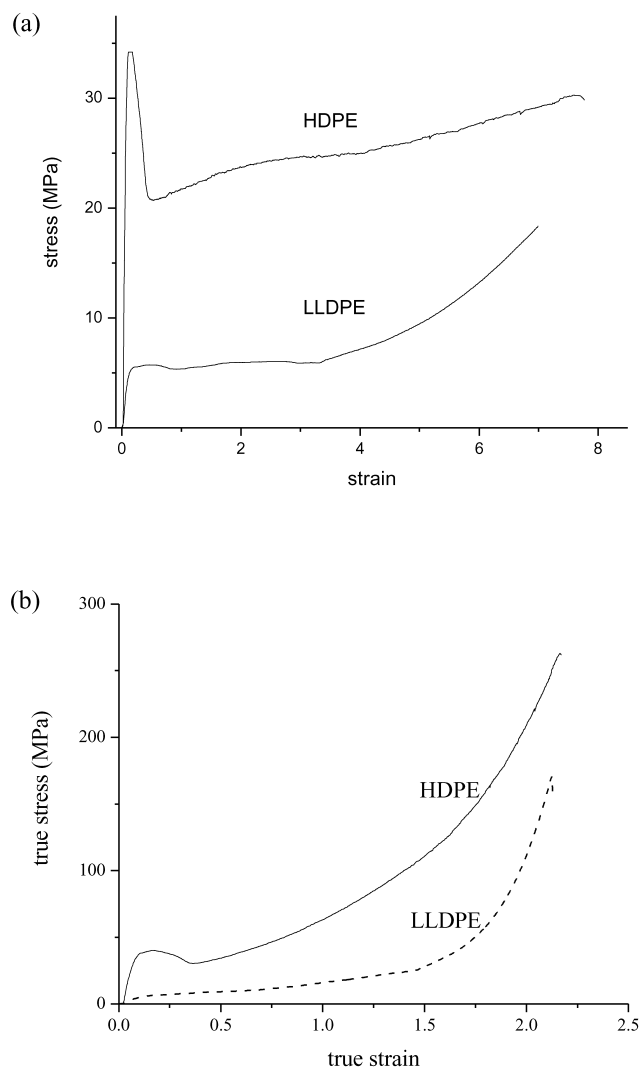 (a)
30
20
10
0
stress (MPa)
HDPE
LLDPE
0 2 4 6 8
strain
(b)
300
200
100
0
true stress (MPa)
HDPE
LLDPE
0.0 0.5 1.0 1.5 2.0 2.5
true strain